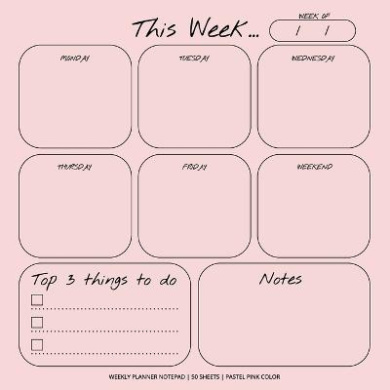 This Week...
WEEK OF
/ /
MONDAY
TUESDAY
WEDNESDAY
THURSDAY
FRIDAY
WEEKEND
Top 3 things to do
Notes
WEEKLY PLANNER NOTEPAD | 50 SHEETS | PASTEL PINK COLOR